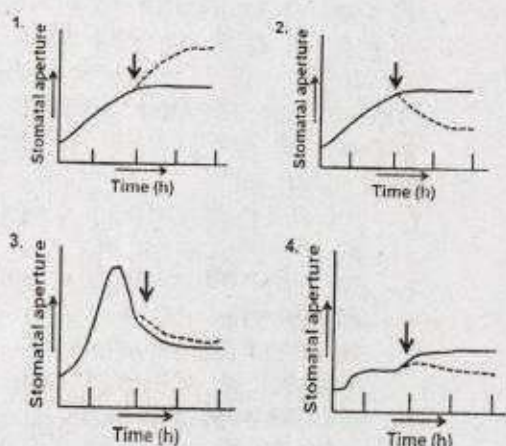 1.
Stomatal aperture
Time (h)
2.
Stomatal aperture
Time (h)
3.
Stomatal aperture
Time (h)
4.
Stomatal aperture
Time (h)